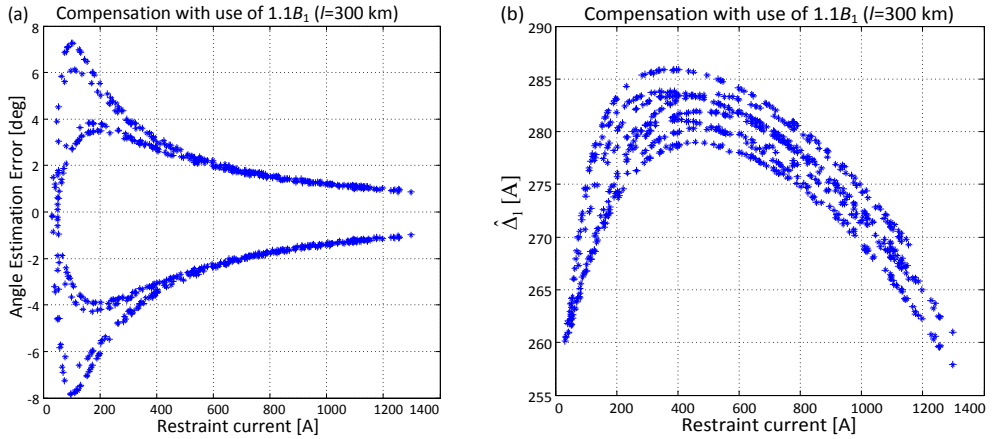 (a) Compensation with use of 1.1B₁ (l=300 km)
8
6
4
2
0
-2
-4
-6
-8
Angle Estimation Error [deg]
0 200 400 600 800 1000 1200 1400
Restraint current [A]
(b) Compensation with use of 1.1B₁ (l=300 km)
290
285
280
275
270
265
260
255
Δ̂₁ [A]
0 200 400 600 800 1000 1200 1400
Restraint current [A]